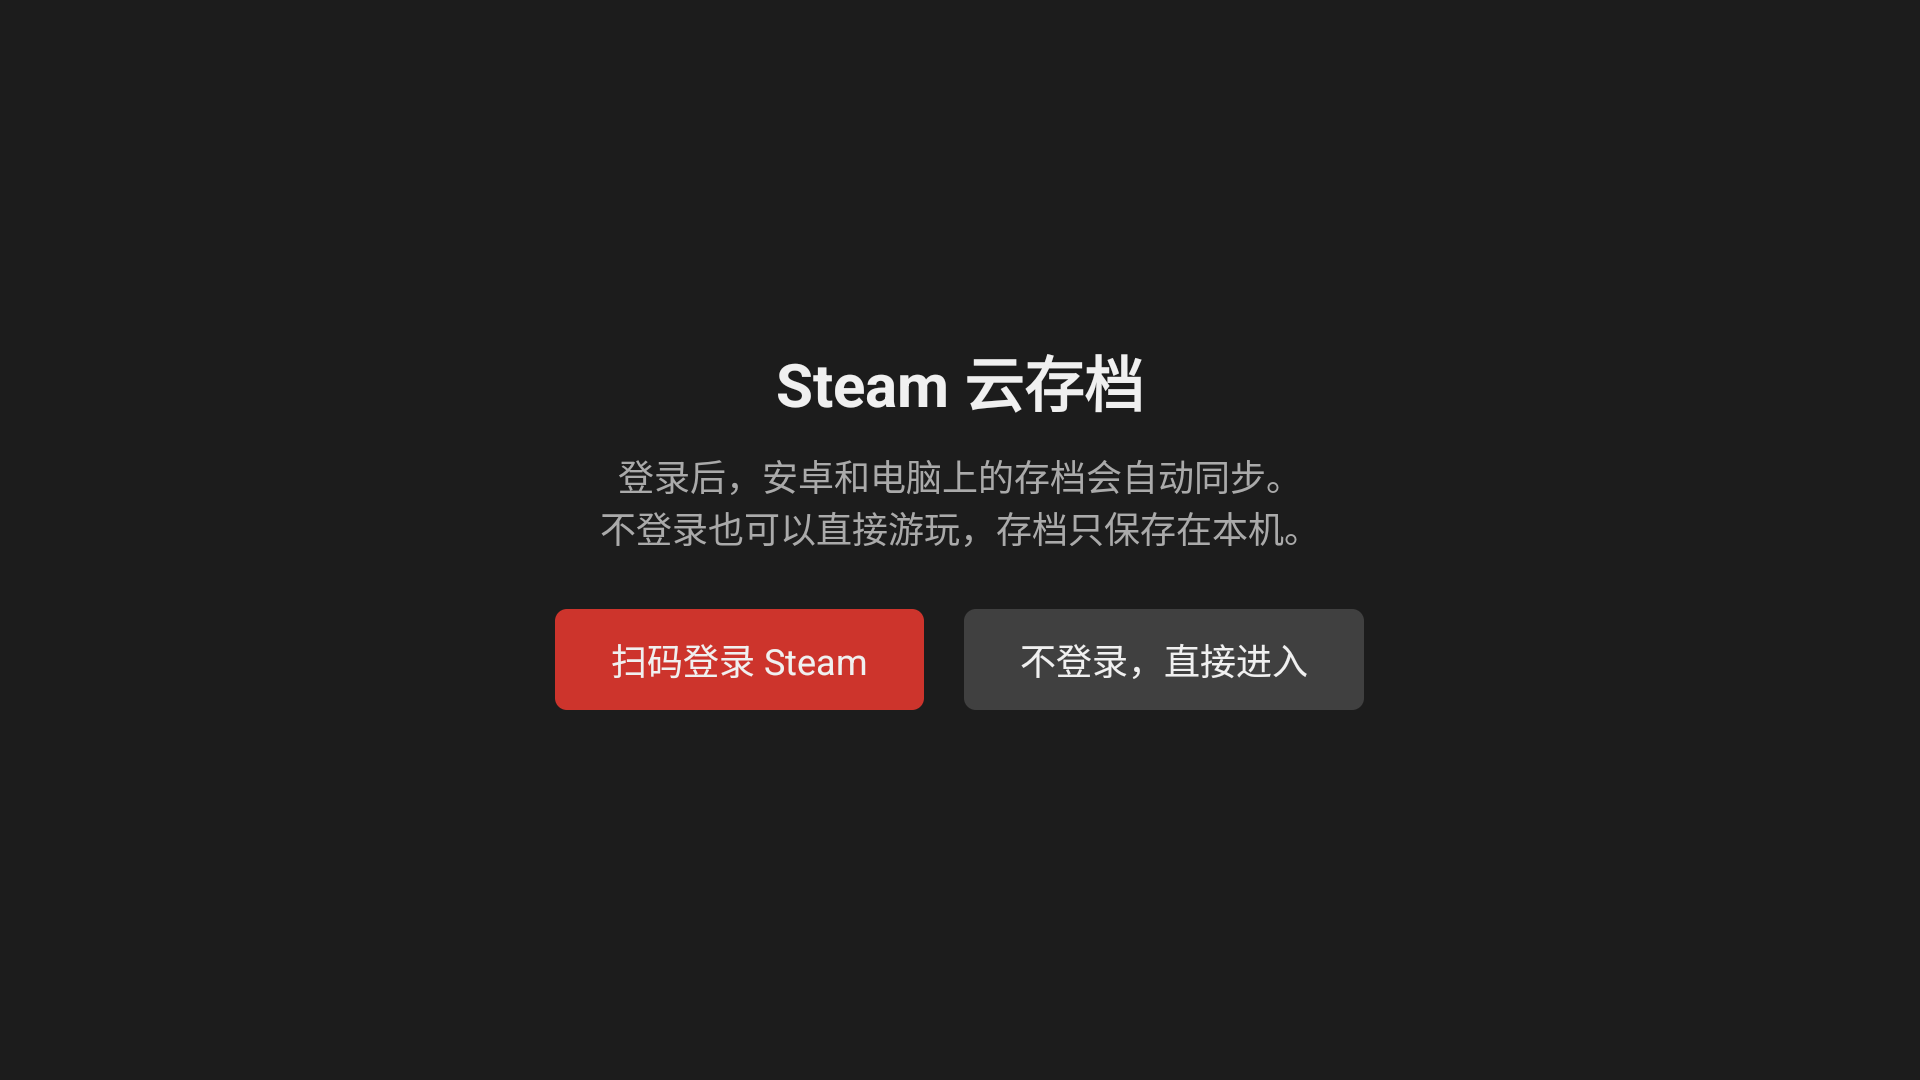 Steam 云存档
登录后，安卓和电脑上的存档会自动同步。
不登录也可以直接游玩，存档只保存在本机。
扫码登录 Steam
不登录，直接进入